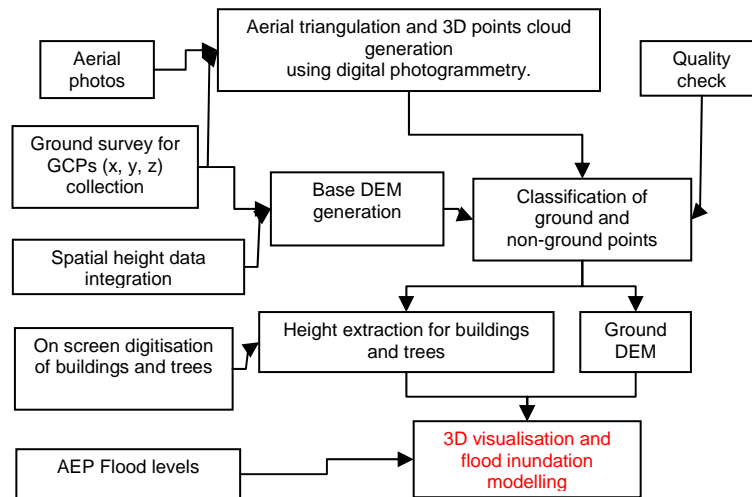 Aerial triangulation and 3D points cloud
generation
using digital photogrammetry.
Aerial
photos
Quality
check
Ground survey for
GCPs (x, y, z)
collection
Base DEM
generation
Classification of
ground and
non-ground points
Spatial height data
integration
On screen digitisation
of buildings and trees
Height extraction for buildings
and trees
Ground
DEM
AEP Flood levels
3D visualisation and
flood inundation
modelling